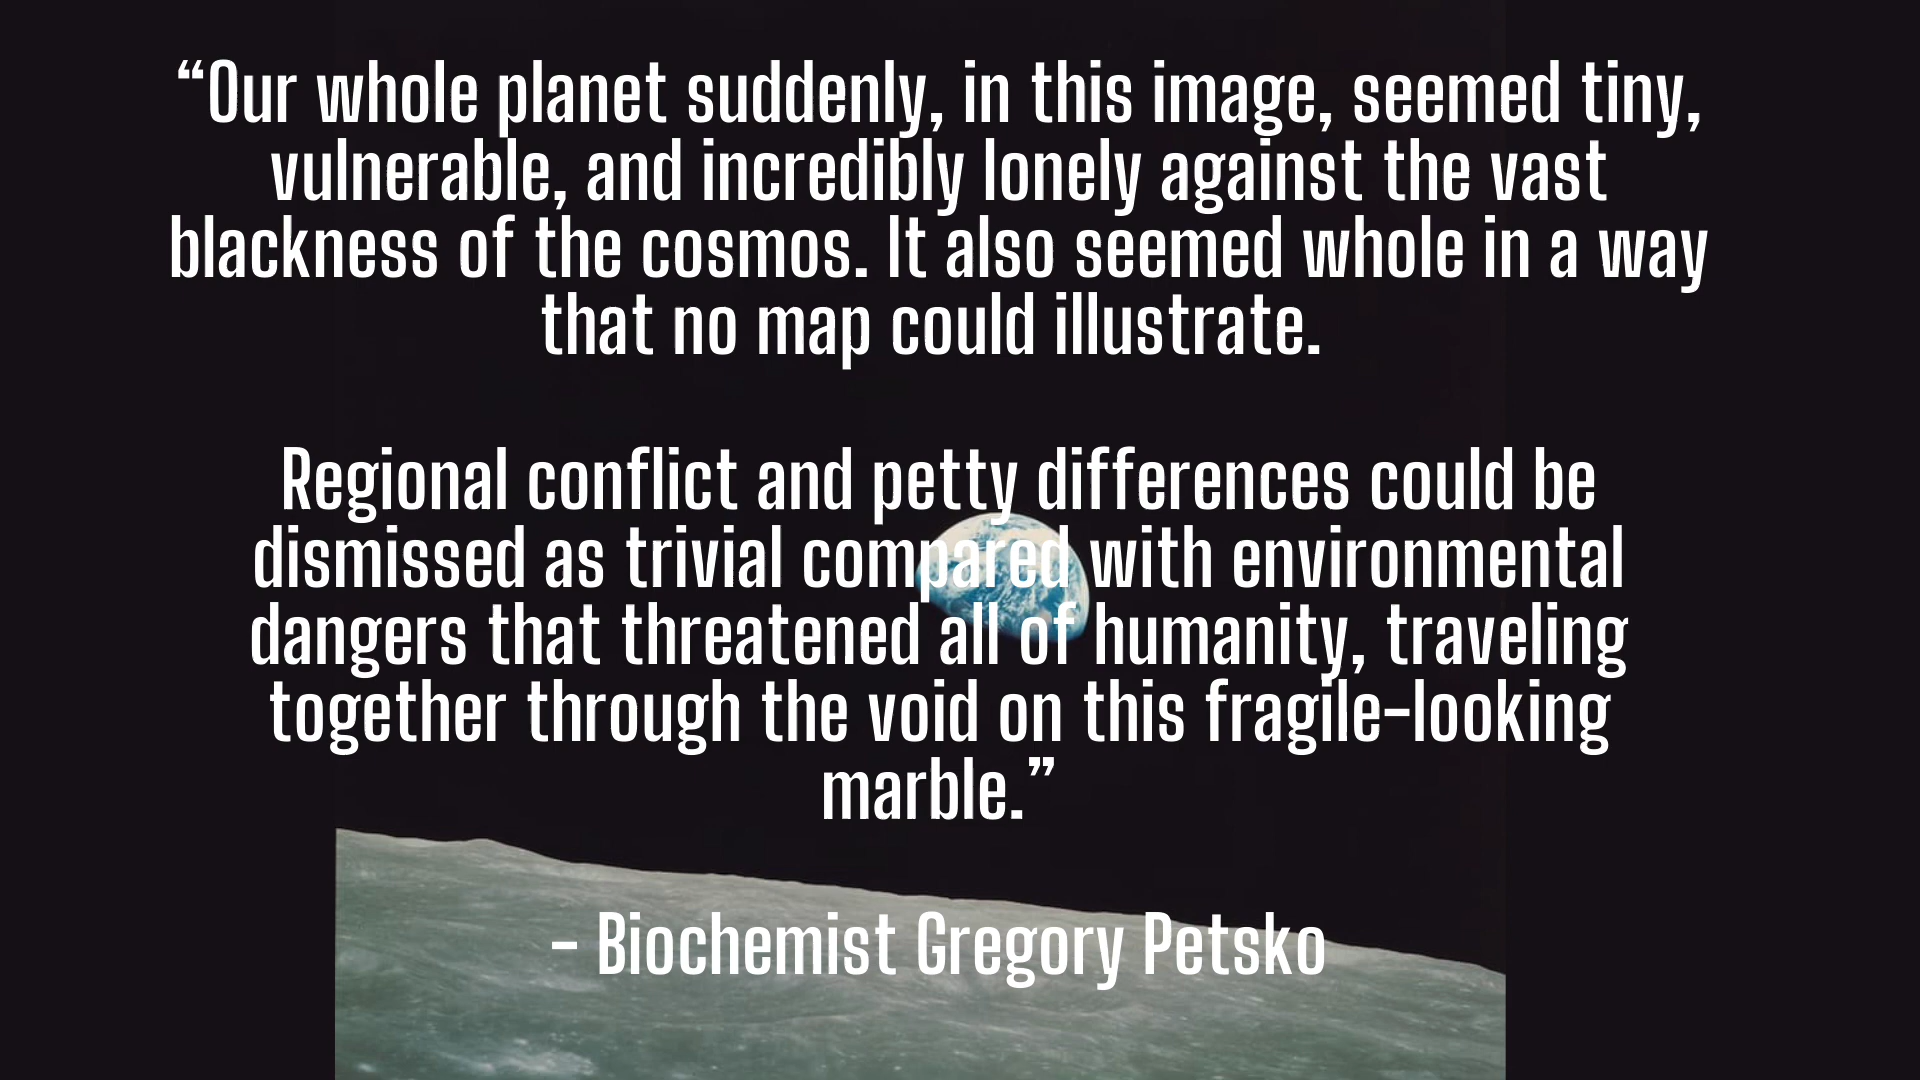 “Our whole planet suddenly, in this image, seemed tiny,
vulnerable, and incredibly lonely against the vast
blackness of the cosmos. It also seemed whole in a way
that no map could illustrate.
Regional conflict and petty differences could be
dismissed as trivial compared with environmental
dangers that threatened all of humanity, traveling
together through the void on this fragile-looking
marble.”
- Biochemist Gregory Petsko